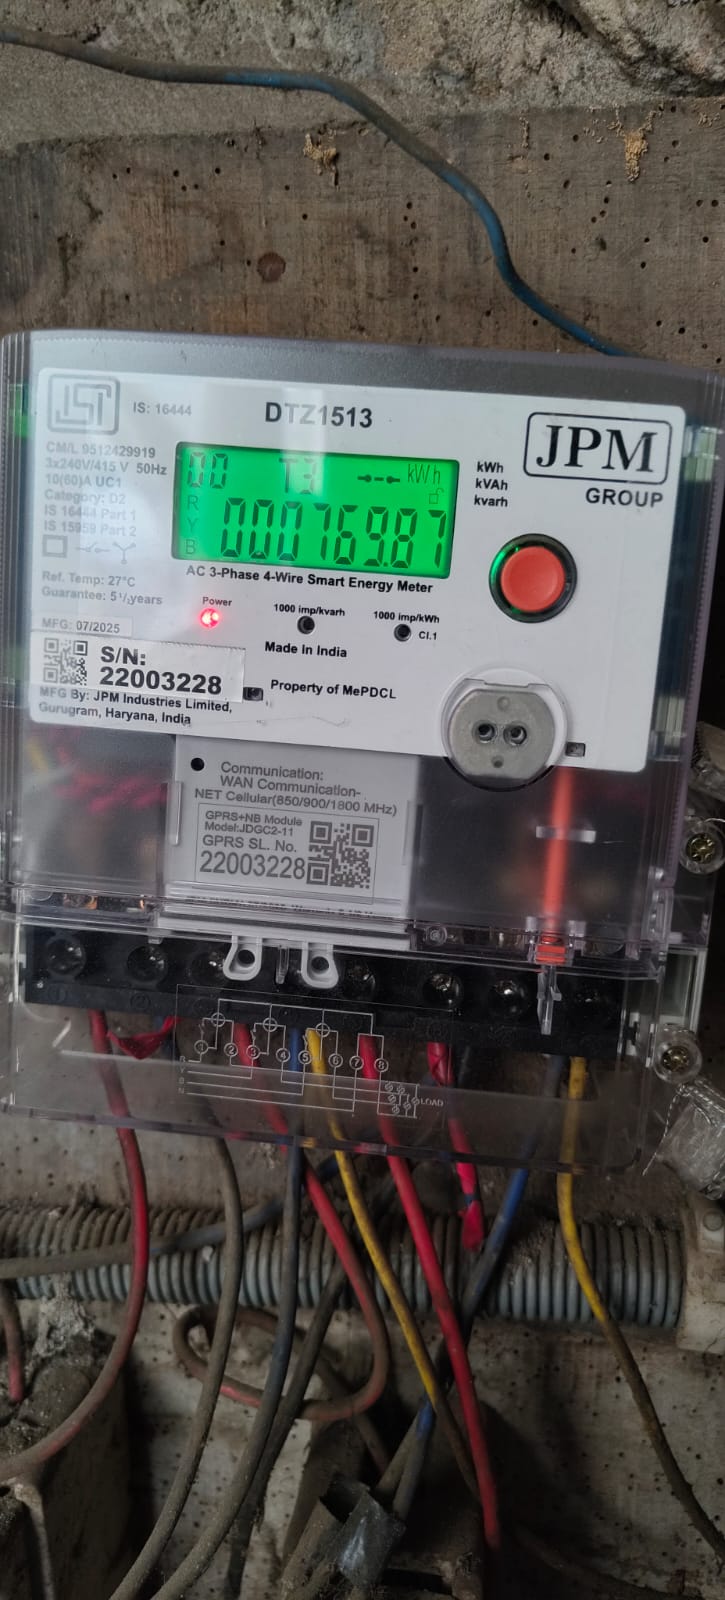 ISI
IS: 16444
DTZ1513
JPM
GROUP
CM/L 9512429919
3x240V/415 V 50Hz
10(60)A UC1
Category: D2
IS 16444 Part 1
IS 15959 Part 2
00 T3 kWh
R
Y
B
000769.87
kWh
kVAh
kvarh
AC 3-Phase 4-Wire Smart Energy Meter
Ref. Temp: 27°C
Guarantee: 5½ years
Power
1000 imp/kvarh
1000 imp/kWh
Cl.1
MFG: 07/2025
Made in India
S/N:
22003228
Property of MePDCL
MFG By: JPM Industries Limited,
Gurugram, Haryana, India
Communication:
WAN Communication-
NET Cellular(850/900/1800 MHz)
GPRS+NB Module
Model:JDGC2-11
GPRS SL. No.
22003228
1 2 3 4 5 6 7 8
R
Y
B
N
LOAD